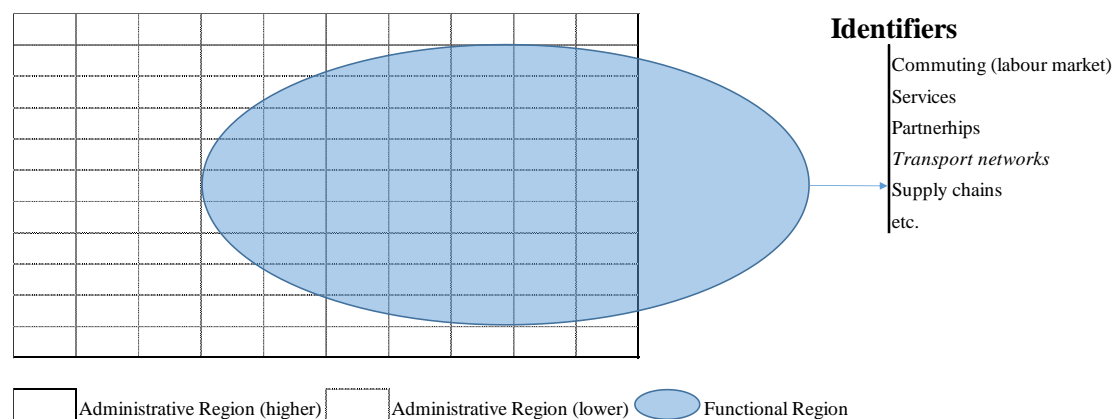 Identifiers
Commuting (labour market)
Services
Partnerhips
Transport networks
Supply chains
etc.
Administrative Region (higher)
Administrative Region (lower)
Functional Region